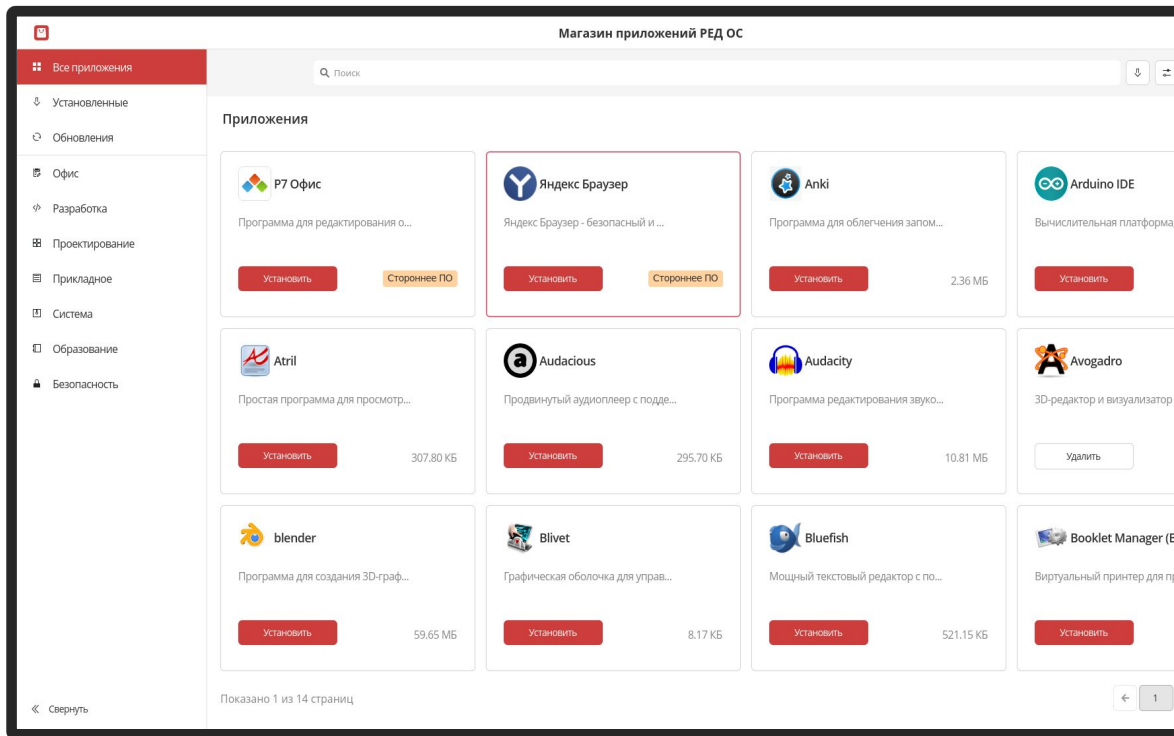 Магазин приложений РЕД ОС
Все приложения
Установленные
Обновления
Офис
Разработка
Проектирование
Прикладное
Система
Образование
Безопасность
Свернуть
Поиск
Приложения
Р7 Офис
Программа для редактирования о...
Установить
Стороннее ПО
Яндекс Браузер
Яндекс Браузер - безопасный и ...
Установить
Стороннее ПО
Anki
Программа для облегчения запом...
Установить
2.36 МБ
Arduino IDE
Вычислительная платформа
Установить
Atril
Простая программа для просмотр...
Установить
307.80 КБ
Audacious
Продвинутый аудиоплеер с подде...
Установить
295.70 КБ
Audacity
Программа редактирования звуко...
Установить
10.81 МБ
Avogadro
3D-редактор и визуализатор
Удалить
blender
Программа для создания 3D-граф...
Установить
59.65 МБ
Blivet
Графическая оболочка для управ...
Установить
8.17 КБ
Bluefish
Мощный текстовый редактор с по...
Установить
521.15 КБ
Booklet Manager (
Виртуальный принтер для
Установить
Показано 1 из 14 страниц
1